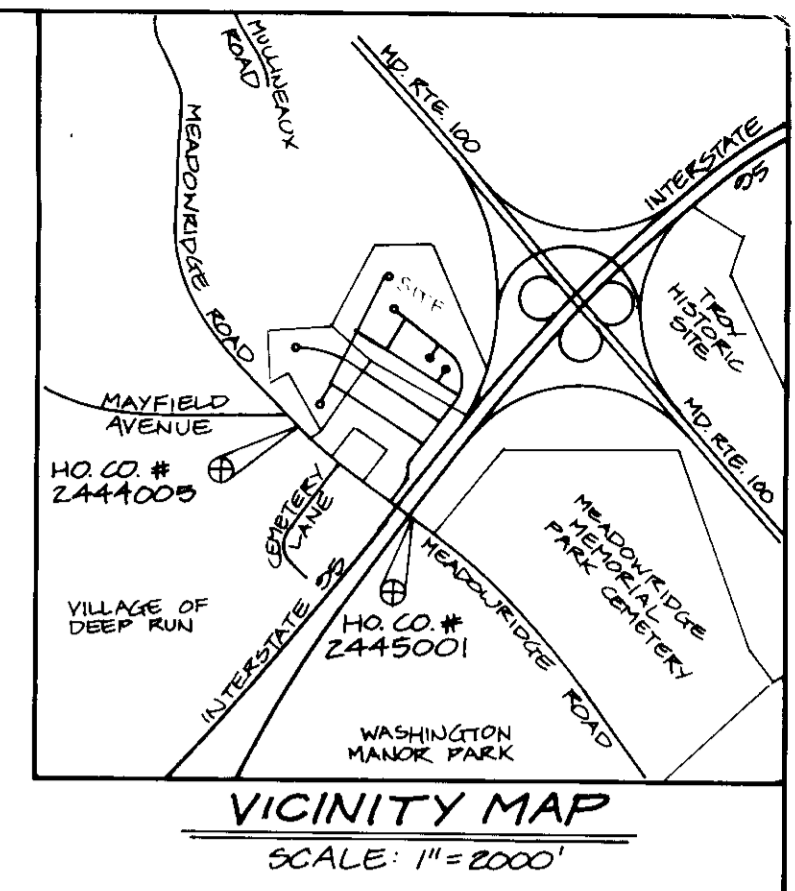 MULLINEAUX
ROAD
MD. RTE. 100
INTERSTATE
95
MEADOWRIDGE ROAD
SITE
TROY
HISTORIC
SITE
MAYFIELD
AVENUE
MD. RTE. 100
HO. CO. #
2444005
CEMETERY
LANE
MEADOWRIDGE
MEMORIAL
PARK CEMETERY
VILLAGE OF
DEEP RUN
INTERSTATE 95
HO. CO. #
2445001
MEADOWRIDGE ROAD
WASHINGTON
MANOR PARK
VICINITY MAP
SCALE: 1"=2000'